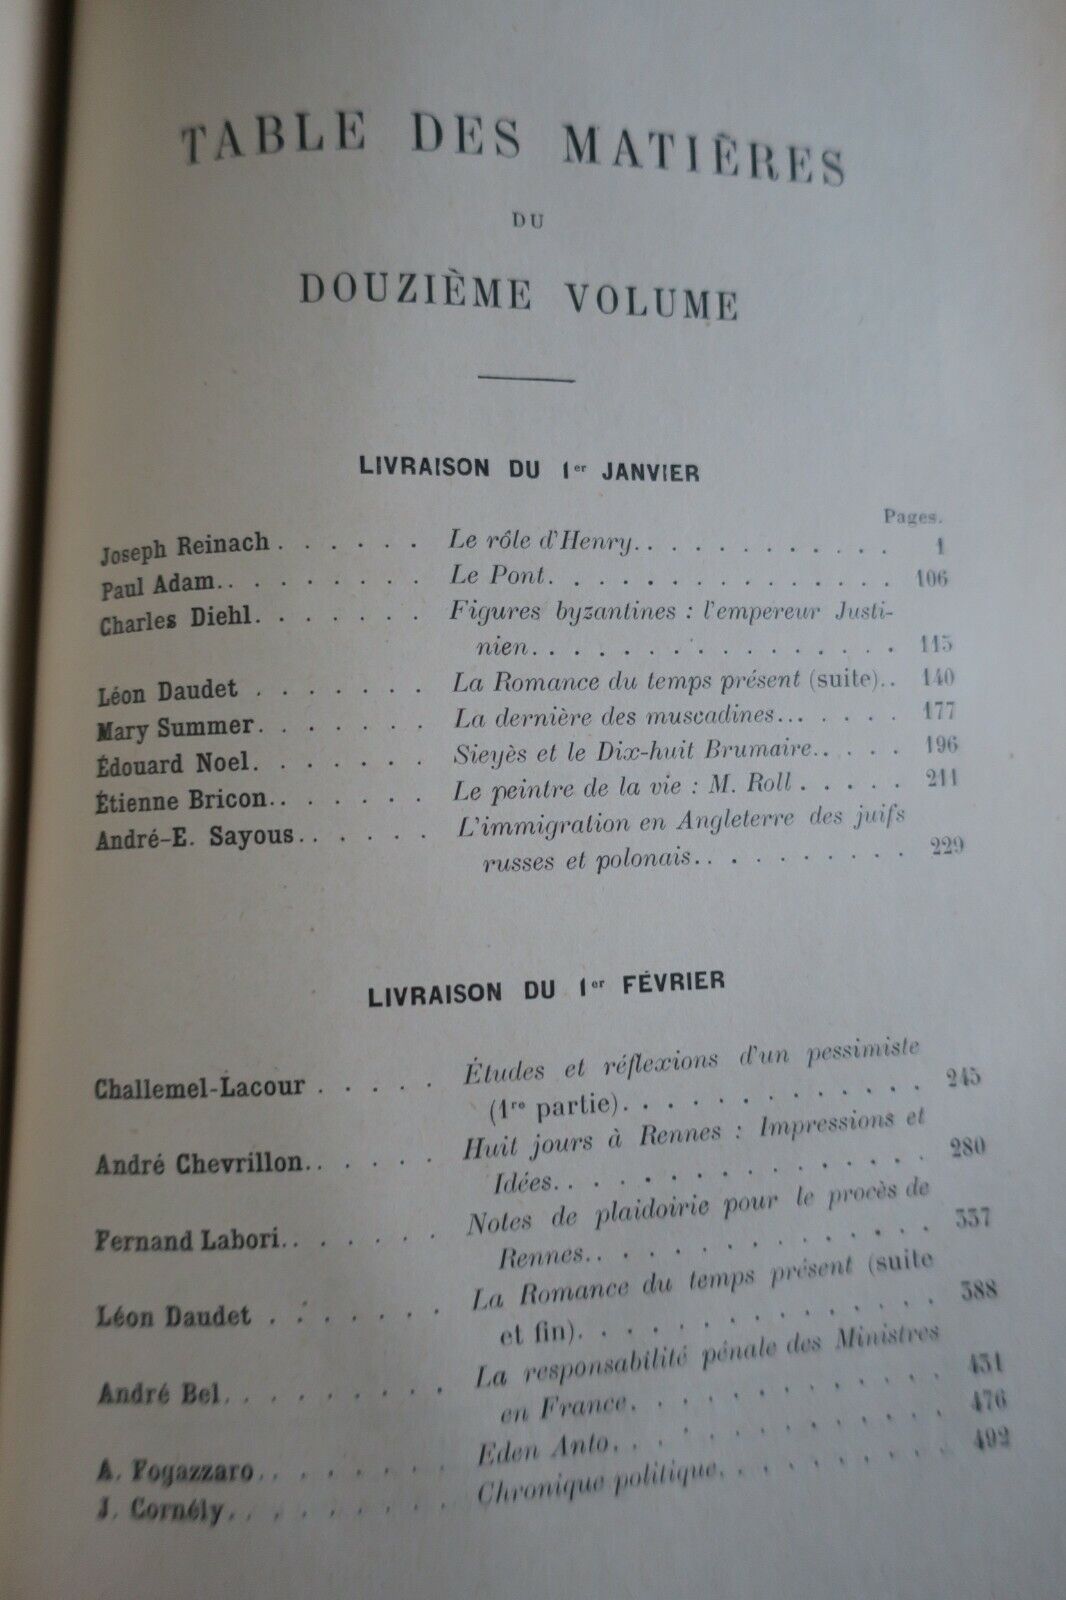 TABLE DES MATIÈRES
DU
DOUZIÈME VOLUME
LIVRAISON DU 1er JANVIER
Pages.
Joseph Reinach . . . . . . Le rôle d'Henry. . . . . . . . . . . . 1
Paul Adam. . . . . . . . . Le Pont. . . . . . . . . . . . . . . . 106
Charles Diehl. . . . . . . Figures byzantines : l'empereur Justi-
nien. . . . . . . . . . . . . . . . 115
Léon Daudet . . . . . . . La Romance du temps présent (suite). . 140
Mary Summer. . . . . . . La dernière des muscadines. . . . . . . 177
Édouard Noel. . . . . . . Sieyès et le Dix-huit Brumaire. . . . . 196
Étienne Bricon. . . . . . . Le peintre de la vie : M. Roll . . . . . 211
André-E. Sayous. . . . . . L'immigration en Angleterre des juifs
russes et polonais. . . . . . . . . . 229
LIVRAISON DU 1er FÉVRIER
Challemel-Lacour . . . . . Études et réflexions d'un pessimiste
(1re partie). . . . . . . . . . . . . 245
André Chevrillon. . . . . . Huit jours à Rennes : Impressions et
Idées. . . . . . . . . . . . . . . . 280
Fernand Labori. . . . . . . Notes de plaidoirie pour le procès de
Rennes. . . . . . . . . . . . . . . 337
Léon Daudet . . . . . . . La Romance du temps présent (suite
et fin). . . . . . . . . . . . . . . 388
André Bel. . . . . . . . . La responsabilité pénale des Ministres
en France. . . . . . . . . . . . . 451
A. Fogazzaro. . . . . . . . Eden Anto. . . . . . . . . . . . . . 476
J. Cornély. . . . . . . . . Chronique politique. . . . . . . . . . 492